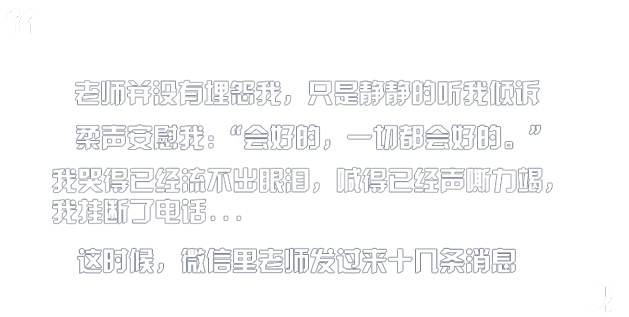 老师并没有埋怨我，只是静静的听我倾诉
柔声安慰我：“会好的，一切都会好的。”
我哭得已经流不出眼泪，喊得已经声嘶力竭，
我挂断了电话...
这时候，微信里老师发过来十几条消息